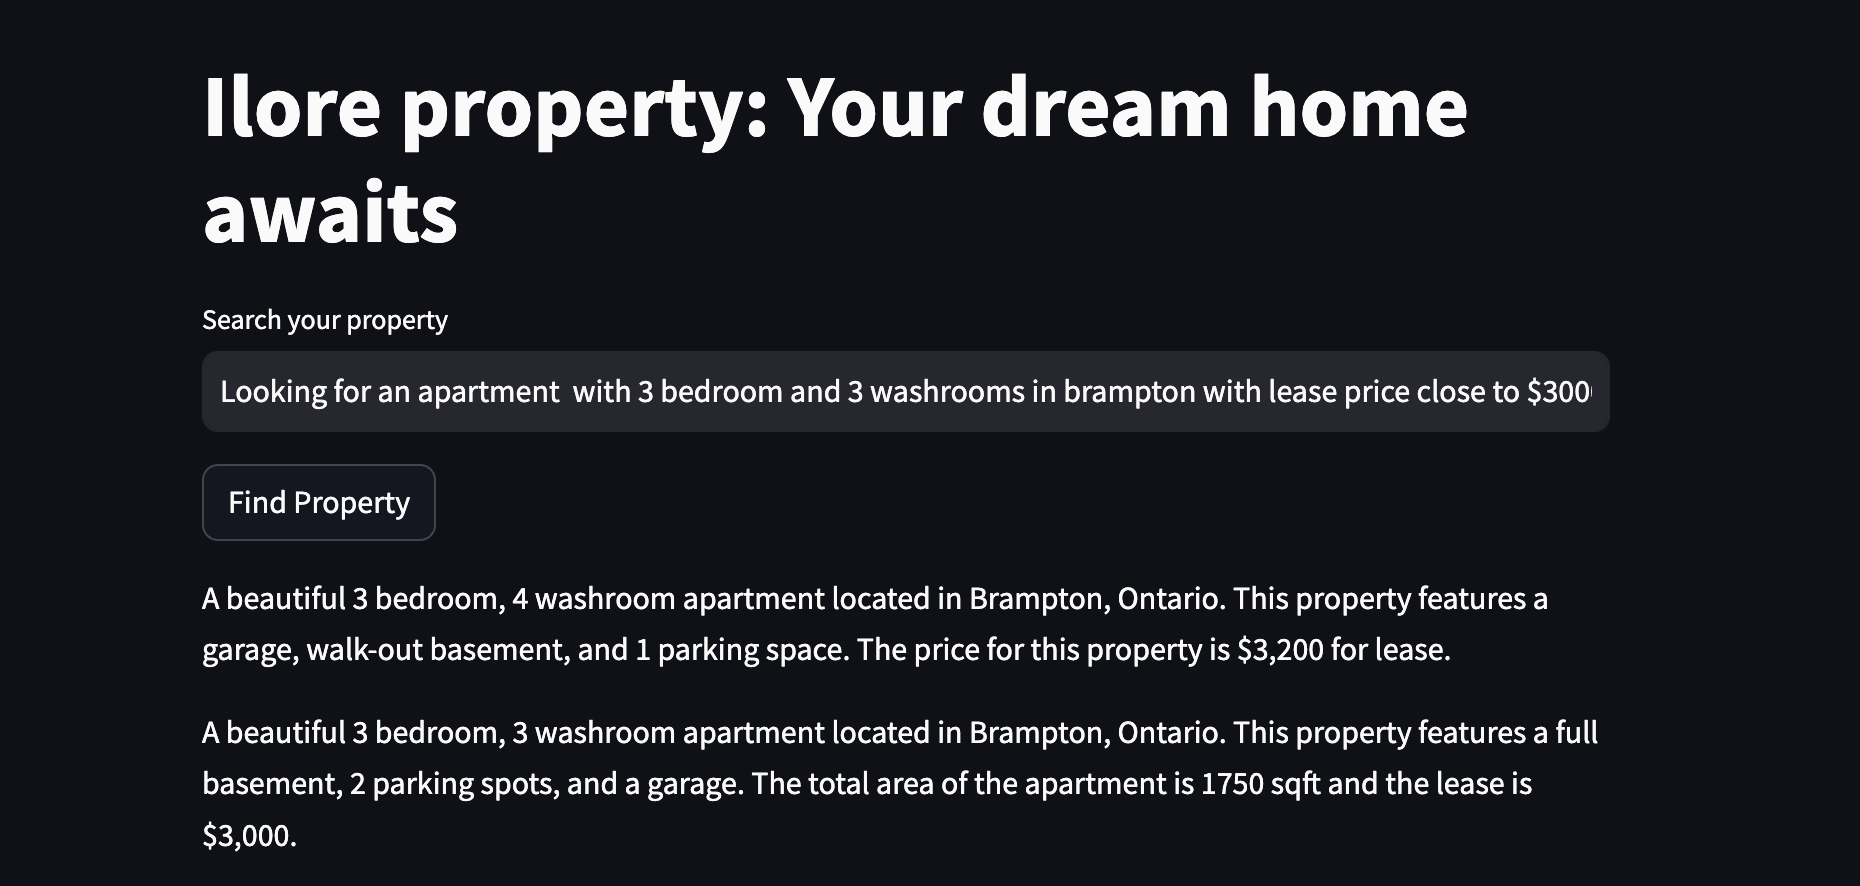 Ilore property: Your dream home
awaits
Search your property
Looking for an apartment  with 3 bedroom and 3 washrooms in brampton with lease price close to $300
Find Property
A beautiful 3 bedroom, 4 washroom apartment located in Brampton, Ontario. This property features a
garage, walk-out basement, and 1 parking space. The price for this property is $3,200 for lease.
A beautiful 3 bedroom, 3 washroom apartment located in Brampton, Ontario. This property features a full
basement, 2 parking spots, and a garage. The total area of the apartment is 1750 sqft and the lease is
$3,000.